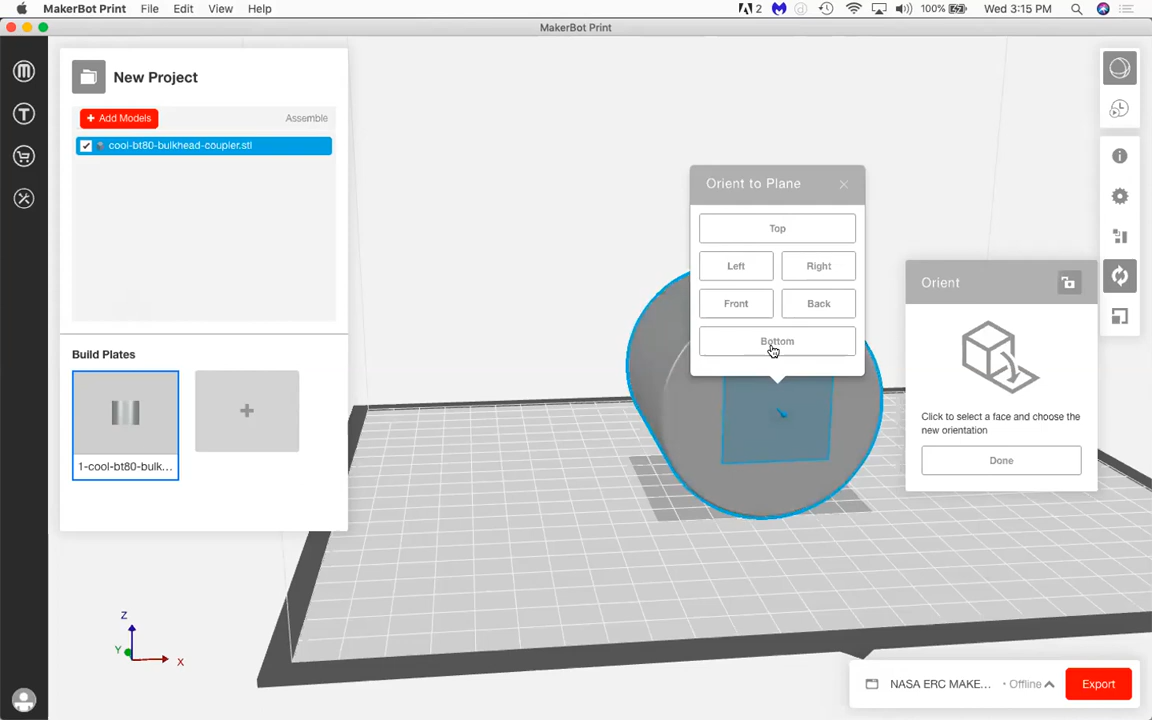 MakerBot Print File Edit View Help
2 100% Wed 3:15 PM
MakerBot Print
M
New Project
+ Add Models Assemble
cool-bt80-bulkhead-coupler.stl
T
Orient to Plane
Top
Left Right
Front Back
Bottom
Orient
Click to select a face and choose the
new orientation
Done
Build Plates
+
1-cool-bt80-bulk...
Z
Y
X
NASA ERC MAKE... • Offline
Export